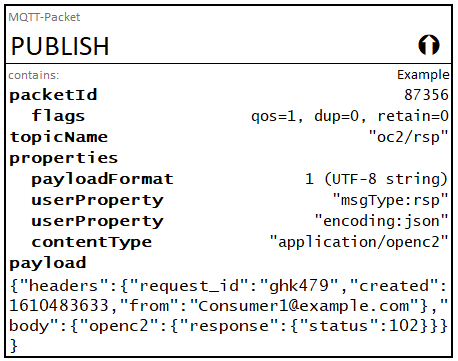 MQTT-Packet
PUBLISH
contains: Example
packetId 87356
flags qos=1, dup=0, retain=0
topicName "oc2/rsp"
properties
payloadFormat 1 (UTF-8 string)
userProperty "msgType:rsp"
userProperty "encoding:json"
contentType "application/openc2"
payload
{"headers":{"request_id":"ghk479","created":
1610483633,"from":"Consumer1@example.com"},"
body":{"openc2":{"response":{"status":102}}}
}